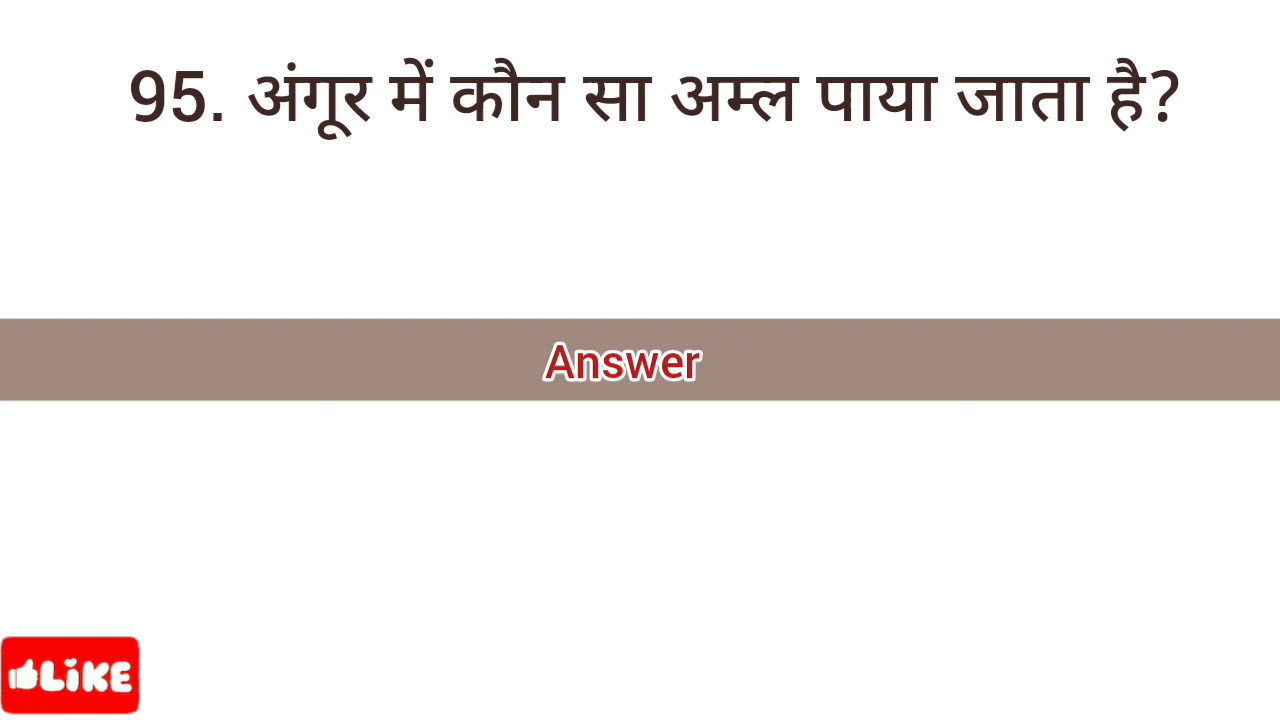 95. अंगूर में कौन सा अम्ल पाया जाता है?
Answer
LiKE